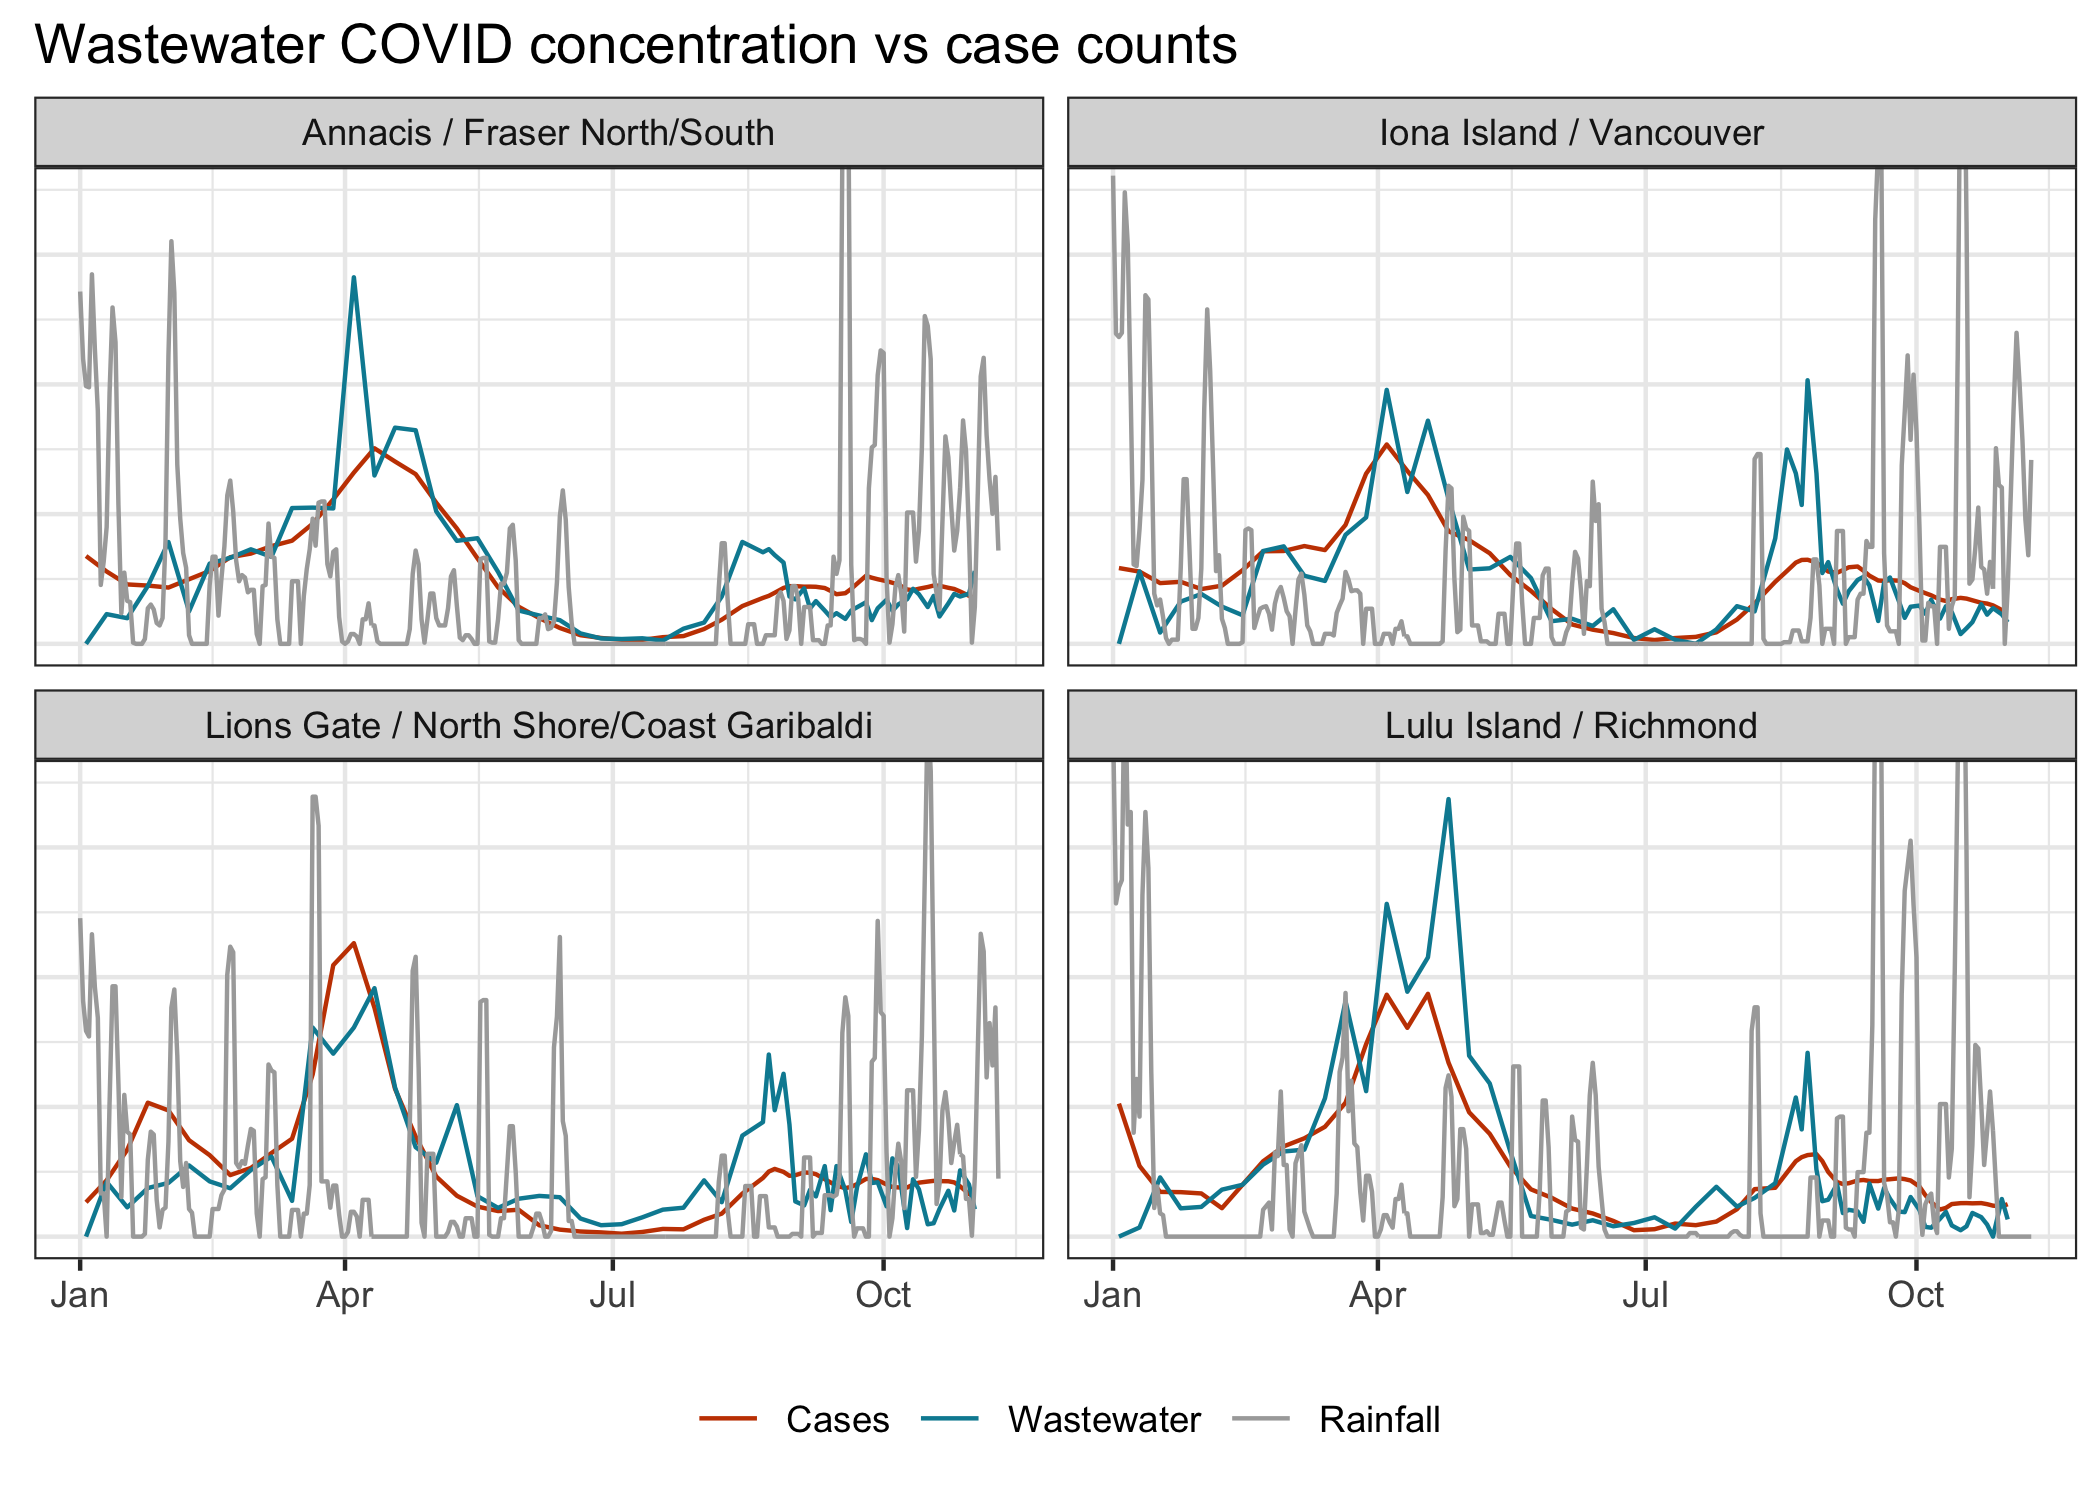 Wastewater COVID concentration vs case counts
Annacis / Fraser North/South
Iona Island / Vancouver
Lions Gate / North Shore/Coast Garibaldi
Lulu Island / Richmond
Jan Apr Jul Oct
Jan Apr Jul Oct
Cases Wastewater Rainfall